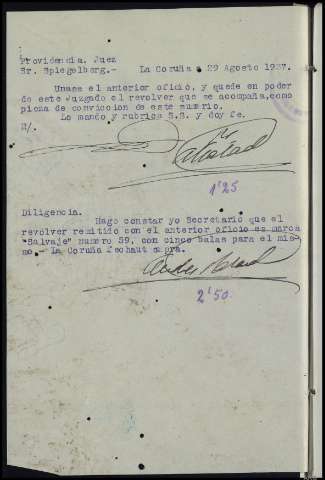 Providencia. Juez
Sr. Spiegelberg.- La Coruña a 29 Agosto 1937.
Unase el anterior oficio, y quede en poder
de este Juzgado el revolver que se acompaña, como
pieza de conviccion de este sumario.
Lo mando y rubrica S.S. y doy fe.
1'25
Diligencia.
Hago constar yo Secretario que el
revolver remitido con el anterior oficio es marca
"Salvaje" numero 39, con cinco balas para el mis-
mo.- La Coruña fechaut supra.
2'50